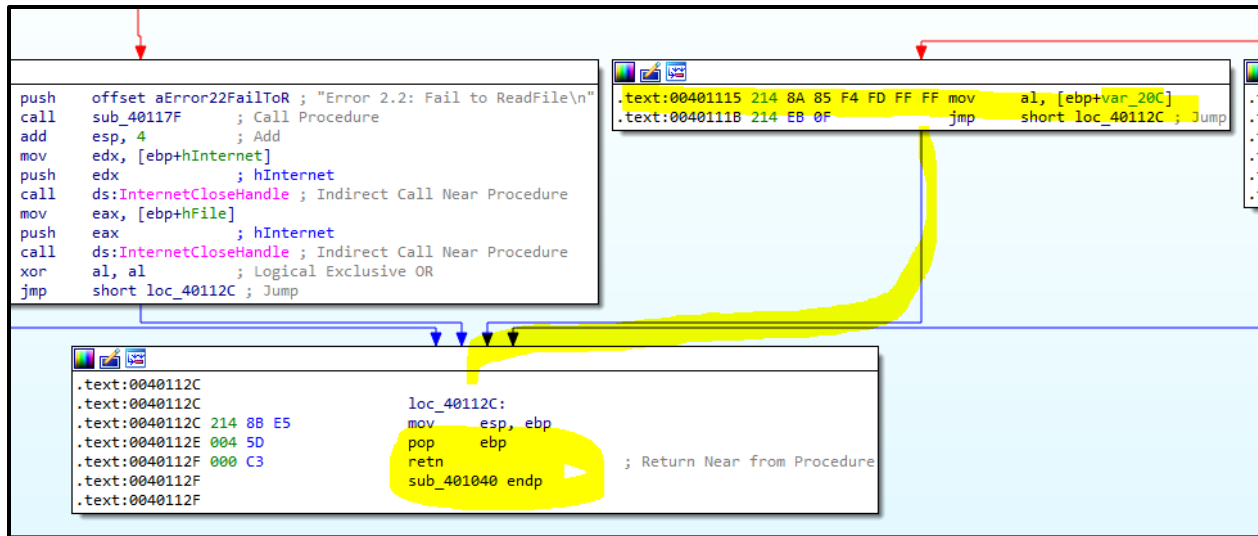 push    offset aError22FailToR ; "Error 2.2: Fail to ReadFile\n"
call    sub_40117F      ; Call Procedure
add     esp, 4          ; Add
mov     edx, [ebp+hInternet]
push    edx             ; hInternet
call    ds:InternetCloseHandle ; Indirect Call Near Procedure
mov     eax, [ebp+hFile]
push    eax             ; hInternet
call    ds:InternetCloseHandle ; Indirect Call Near Procedure
xor     al, al          ; Logical Exclusive OR
jmp     short loc_40112C ; Jump
.text:00401115 214 8A 85 F4 FD FF FF mov     al, [ebp+var_20C]
.text:0040111B 214 EB 0F             jmp     short loc_40112C ; Jump
.text:0040112C
.text:0040112C                 loc_40112C:
.text:0040112C 214 8B E5       mov     esp, ebp
.text:0040112E 004 5D          pop     ebp
.text:0040112F 000 C3          retn            ; Return Near from Procedure
.text:0040112F                 sub_401040 endp
.text:0040112F